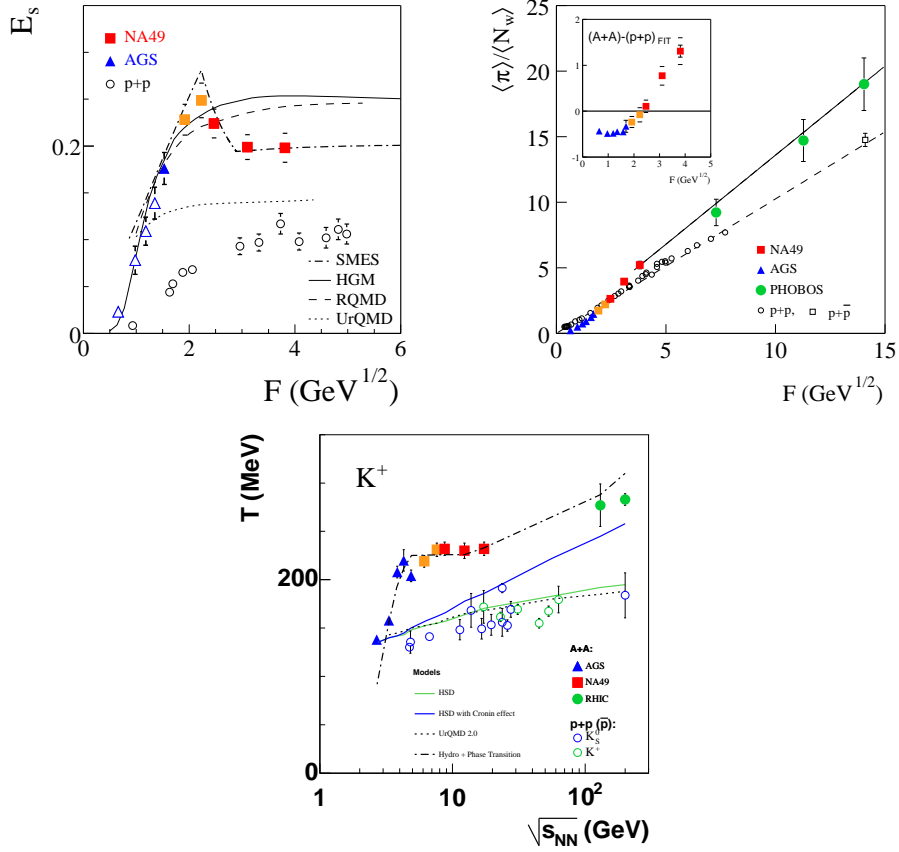 E_s
NA49
AGS
p+p
0.2
0
SMES
HGM
RQMD
UrQMD
0 2 4 6
F (GeV^1/2)
⟨π⟩/⟨N_w⟩
25
20
15
10
5
0
(A+A)-(p+p)_FIT
1
0
-1
0 1 2 3 4 5
F (GeV^1/2)
NA49
AGS
PHOBOS
p+p, p+p̅
0 5 10 15
F (GeV^1/2)
T (MeV)
K⁺
200
0
Models
HSD
HSD with Cronin effect
UrQMD 2.0
Hydro + Phase Transition
A+A:
AGS
NA49
RHIC
p+p (p̅):
K_S^0
K⁺
1 10 10²
√s_NN (GeV)